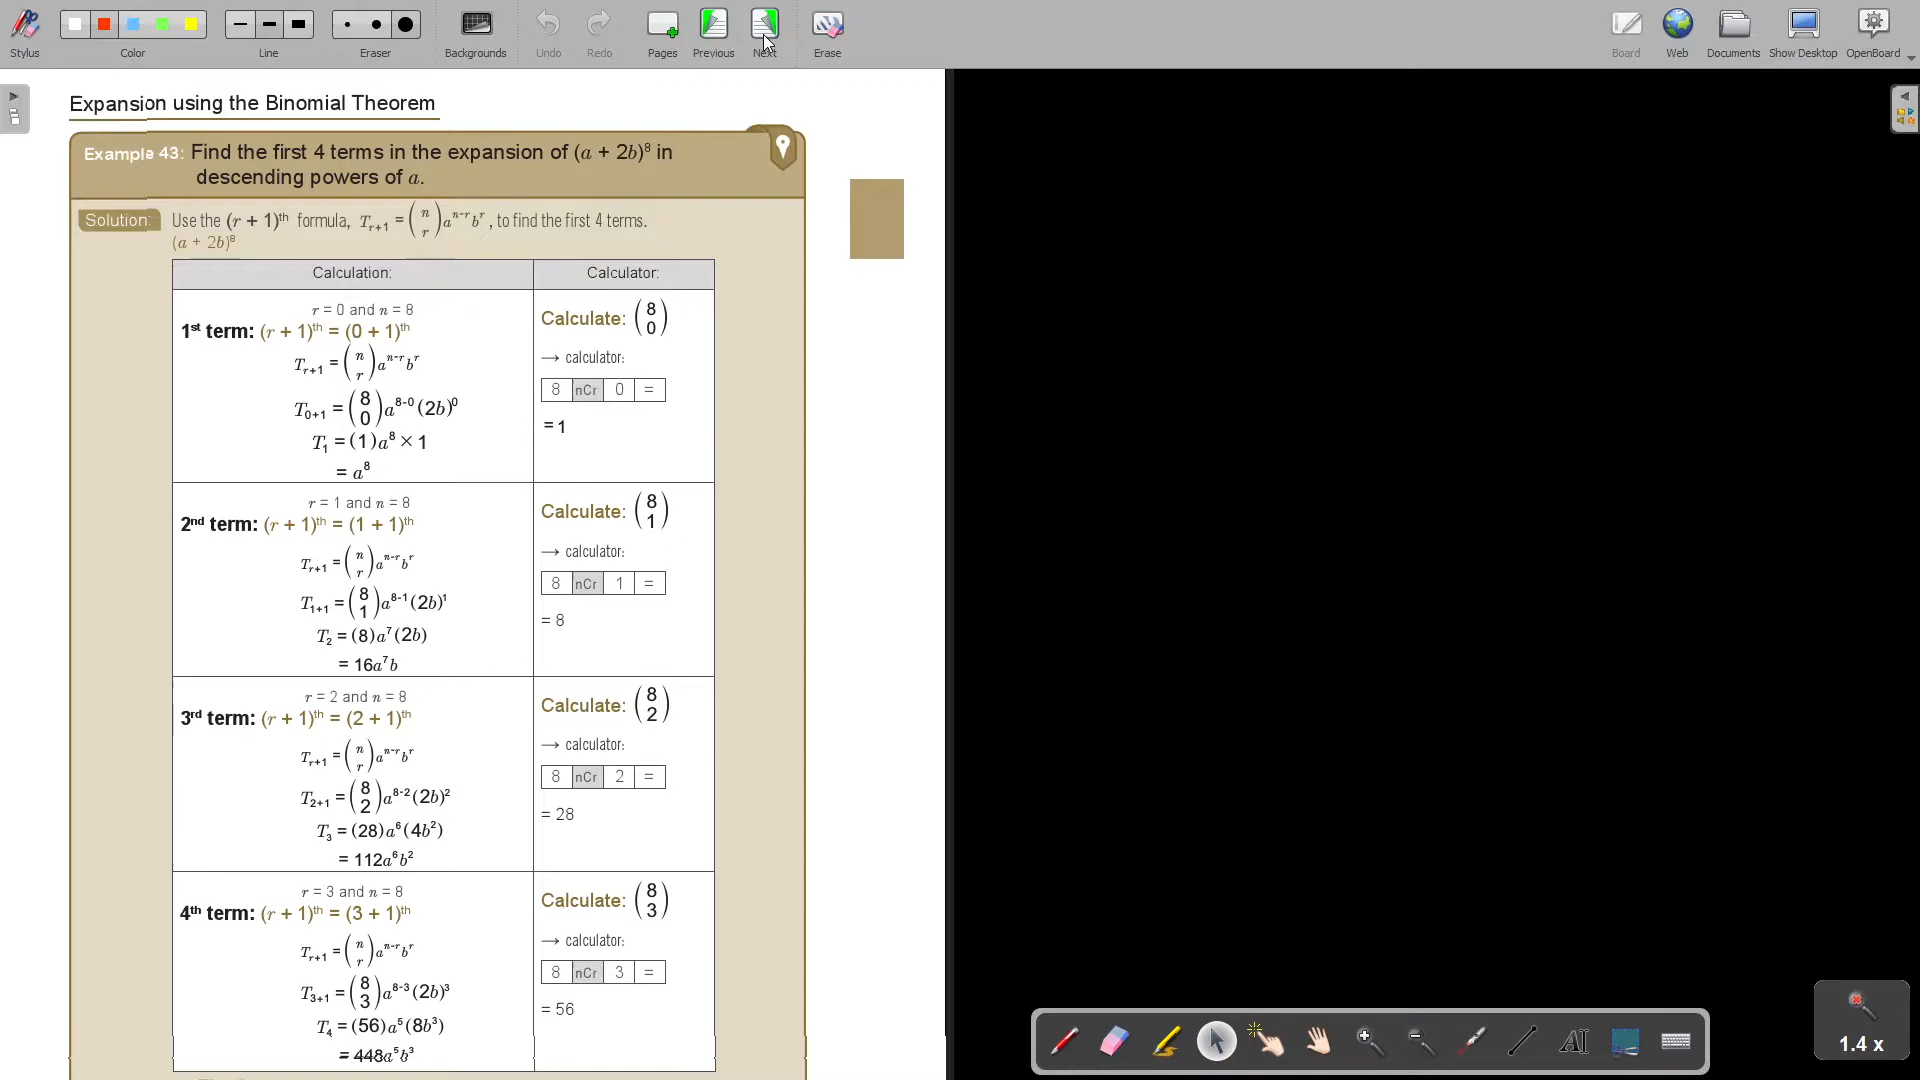 Stylus Color Line Eraser Backgrounds Undo Redo Pages Previous Next Erase Board Web Documents Show Desktop OpenBoard
Expansion using the Binomial Theorem
Example 43: Find the first 4 terms in the expansion of (a + 2b)⁸ in
descending powers of a.
Solution: Use the (r + 1)ᵗʰ formula, Tᵣ₊₁ = (n r) aⁿ⁻ʳ bʳ, to find the first 4 terms.
(a + 2b)⁸
Calculation: Calculator:
r = 0 and n = 8
1ˢᵗ term: (r + 1)ᵗʰ = (0 + 1)ᵗʰ
Tᵣ₊₁ = (n r) aⁿ⁻ʳ bʳ
T₀₊₁ = (8 0) a⁸⁻⁰ (2b)⁰
T₁ = (1)a⁸ × 1
= a⁸
Calculate: (8 0)
→ calculator:
8 nCr 0 =
= 1
r = 1 and n = 8
2ⁿᵈ term: (r + 1)ᵗʰ = (1 + 1)ᵗʰ
Tᵣ₊₁ = (n r) aⁿ⁻ʳ bʳ
T₁₊₁ = (8 1) a⁸⁻¹ (2b)¹
T₂ = (8)a⁷ (2b)
= 16a⁷b
Calculate: (8 1)
→ calculator:
8 nCr 1 =
= 8
r = 2 and n = 8
3ʳᵈ term: (r + 1)ᵗʰ = (2 + 1)ᵗʰ
Tᵣ₊₁ = (n r) aⁿ⁻ʳ bʳ
T₂₊₁ = (8 2) a⁸⁻² (2b)²
T₃ = (28)a⁶ (4b²)
= 112a⁶b²
Calculate: (8 2)
→ calculator:
8 nCr 2 =
= 28
r = 3 and n = 8
4ᵗʰ term: (r + 1)ᵗʰ = (3 + 1)ᵗʰ
Tᵣ₊₁ = (n r) aⁿ⁻ʳ bʳ
T₃₊₁ = (8 3) a⁸⁻³ (2b)³
T₄ = (56)a⁵ (8b³)
= 448a⁵b³
Calculate: (8 3)
→ calculator:
8 nCr 3 =
= 56
AI
1.4 x